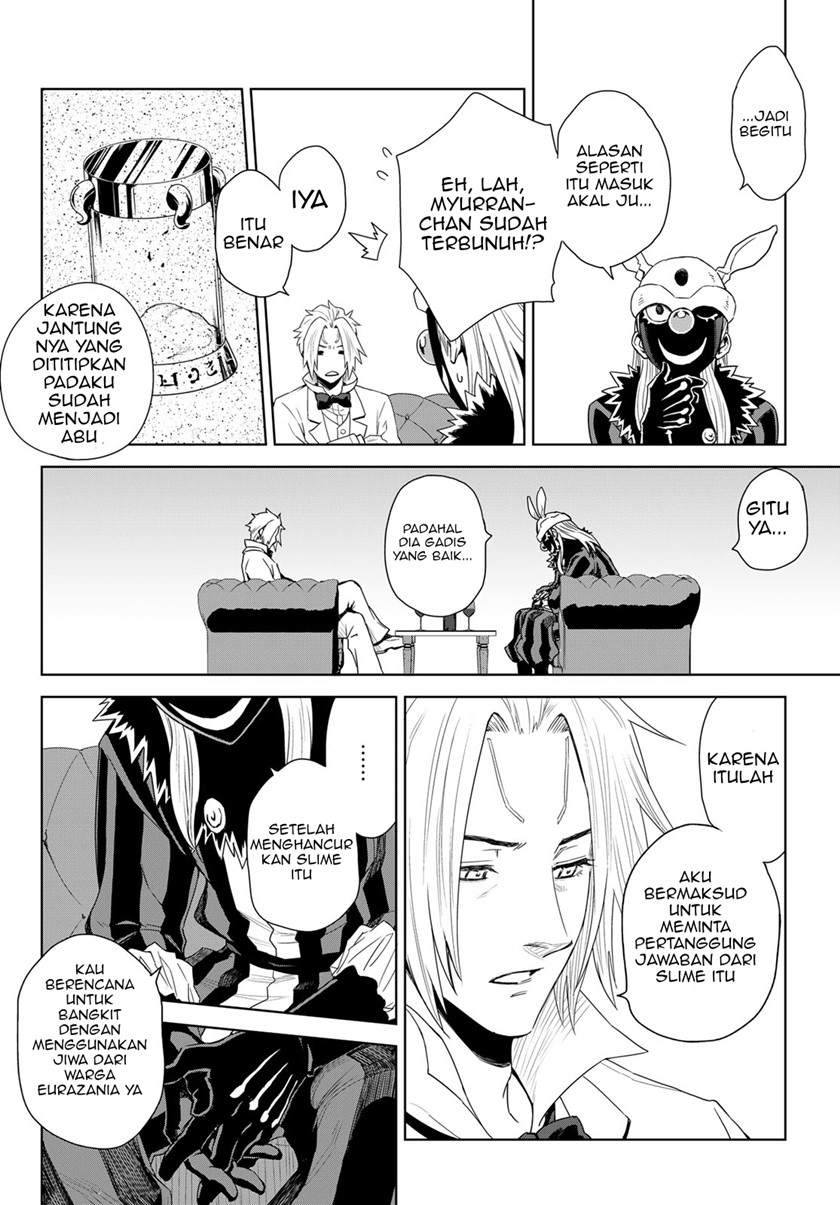 ...JADI
BEGITU
ALASAN
SEPERTI
ITU MASUK
AKAL JU...
EH, LAH,
MYURRAN-
CHAN SUDAH
TERBUNUH!?
IYA
ITU
BENAR
KARENA
JANTUNG
NYA YANG
DITITIPKAN
PADAKU
SUDAH
MENJADI
ABU
GITU
YA...
PADAHAL
DIA GADIS
YANG BAIK...
KARENA
ITULAH
AKU
BERMAKSUD
UNTUK
MEMINTA
PERTANGGUNG
JAWABAN DARI
SLIME ITU
........
SETELAH
MENGHANCUR
KAN SLIME
ITU
KAU
BERENCANA
UNTUK
BANGKIT
DENGAN
MENGGUNAKAN
JIWA DARI
WARGA
EURAZANIA YA